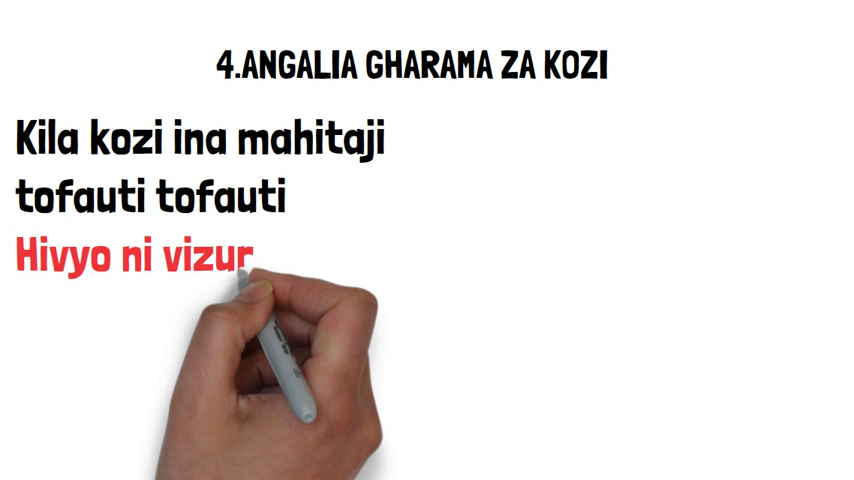 4.ANGALIA GHARAMA ZA KOZI
Kila kozi ina mahitaji
tofauti tofauti
Hivyo ni vizur